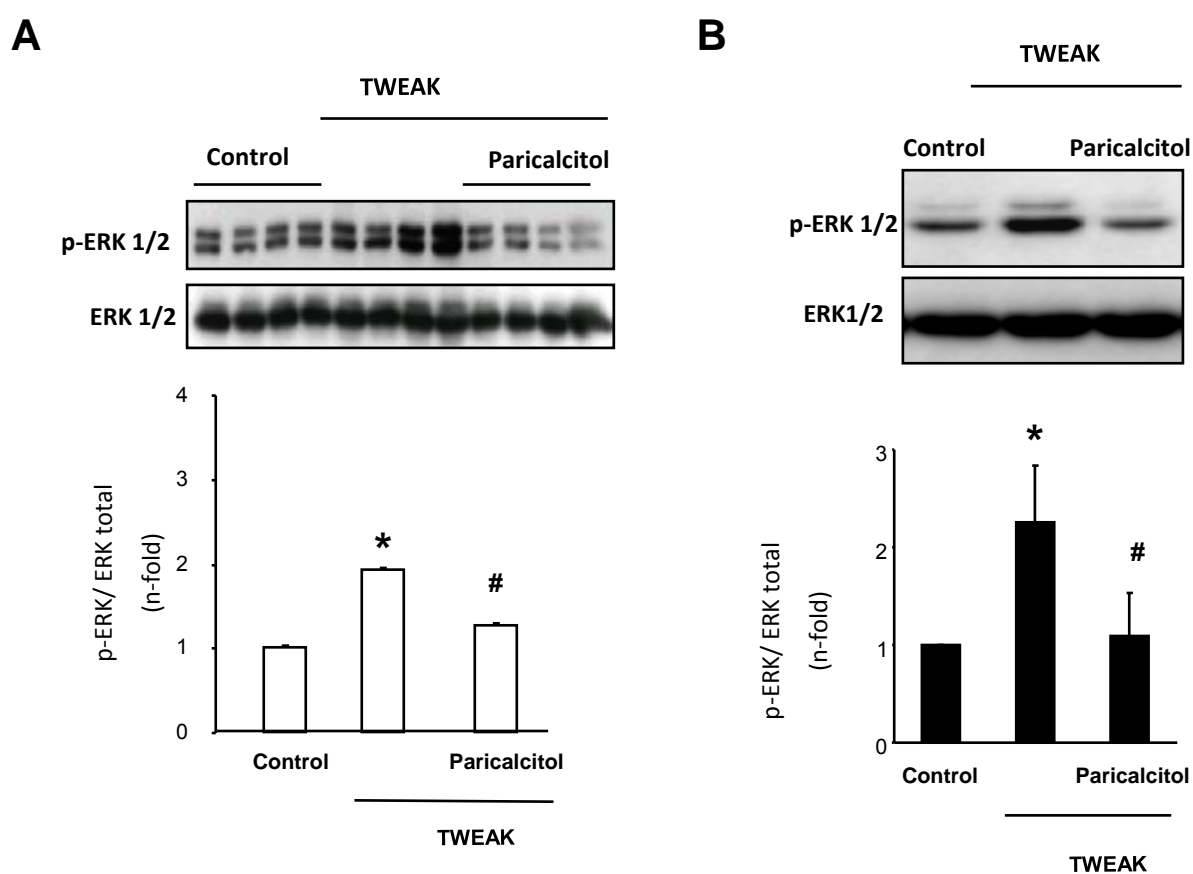 A
TWEAK
Control
Paricalcitol
p-ERK 1/2
ERK 1/2
4
3
2
1
0
p-ERK/ ERK total
(n-fold)
*
#
Control
Paricalcitol
TWEAK
B
TWEAK
Control
Paricalcitol
p-ERK 1/2
ERK1/2
3
2
1
0
p-ERK/ ERK total
(n-fold)
*
#
Control
Paricalcitol
TWEAK